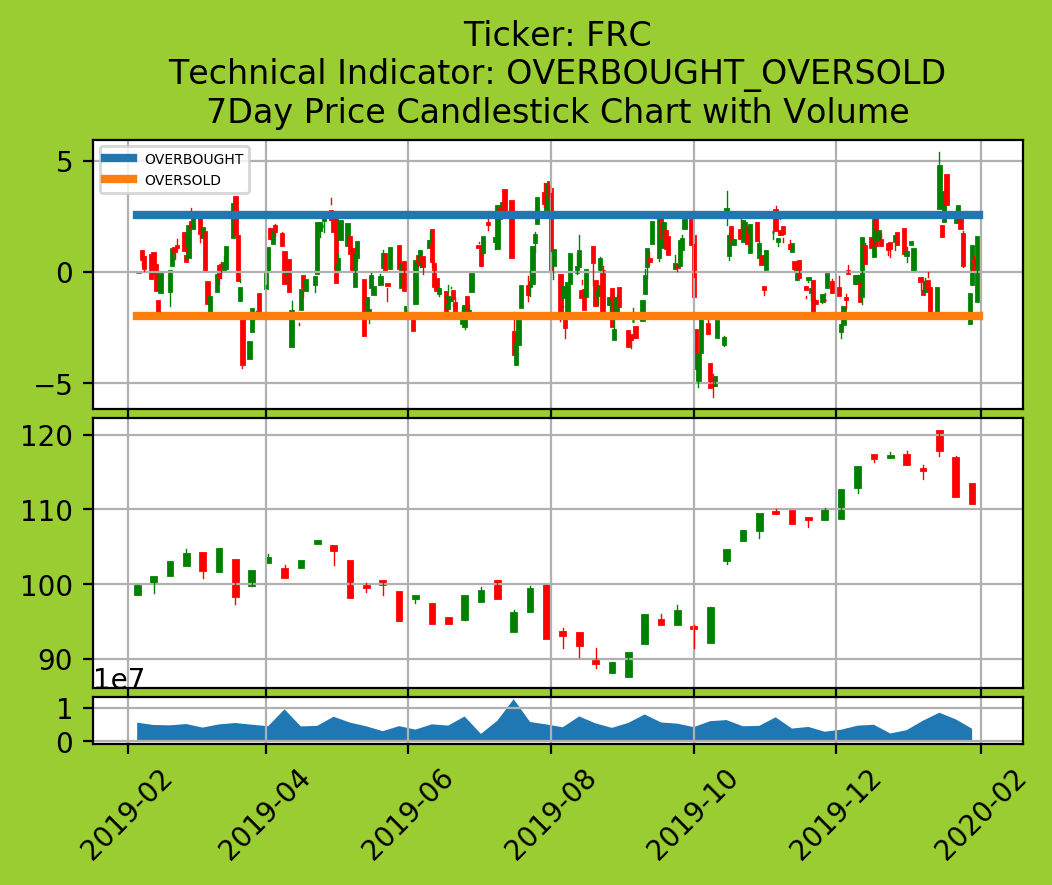 Ticker: FRC
Technical Indicator: OVERBOUGHT_OVERSOLD
7Day Price Candlestick Chart with Volume
OVERBOUGHT
OVERSOLD
5
0
−5
120
110
100
90
1e7
1
0
2019-02
2019-04
2019-06
2019-08
2019-10
2019-12
2020-02